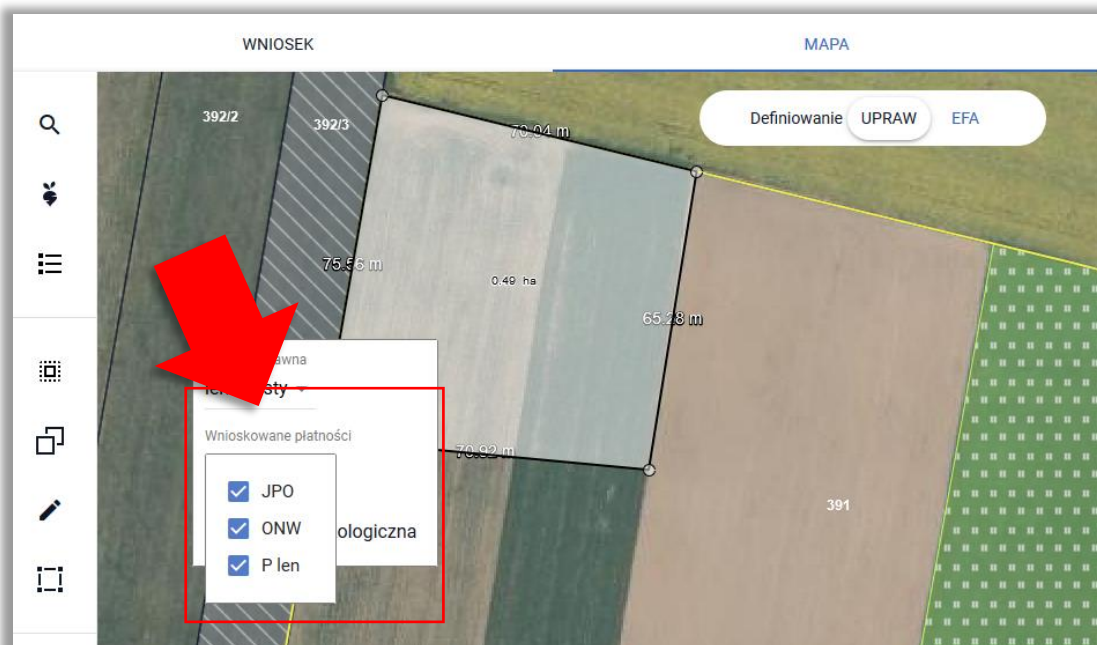 WNIOSEK
MAPA
392/2
392/3
70.04 m
Definiowanie UPRAW EFA
75.56 m
0.49 ha
65.28 m
Wnioskowane płatności
70.92 m
JPO
391
ONW
P len